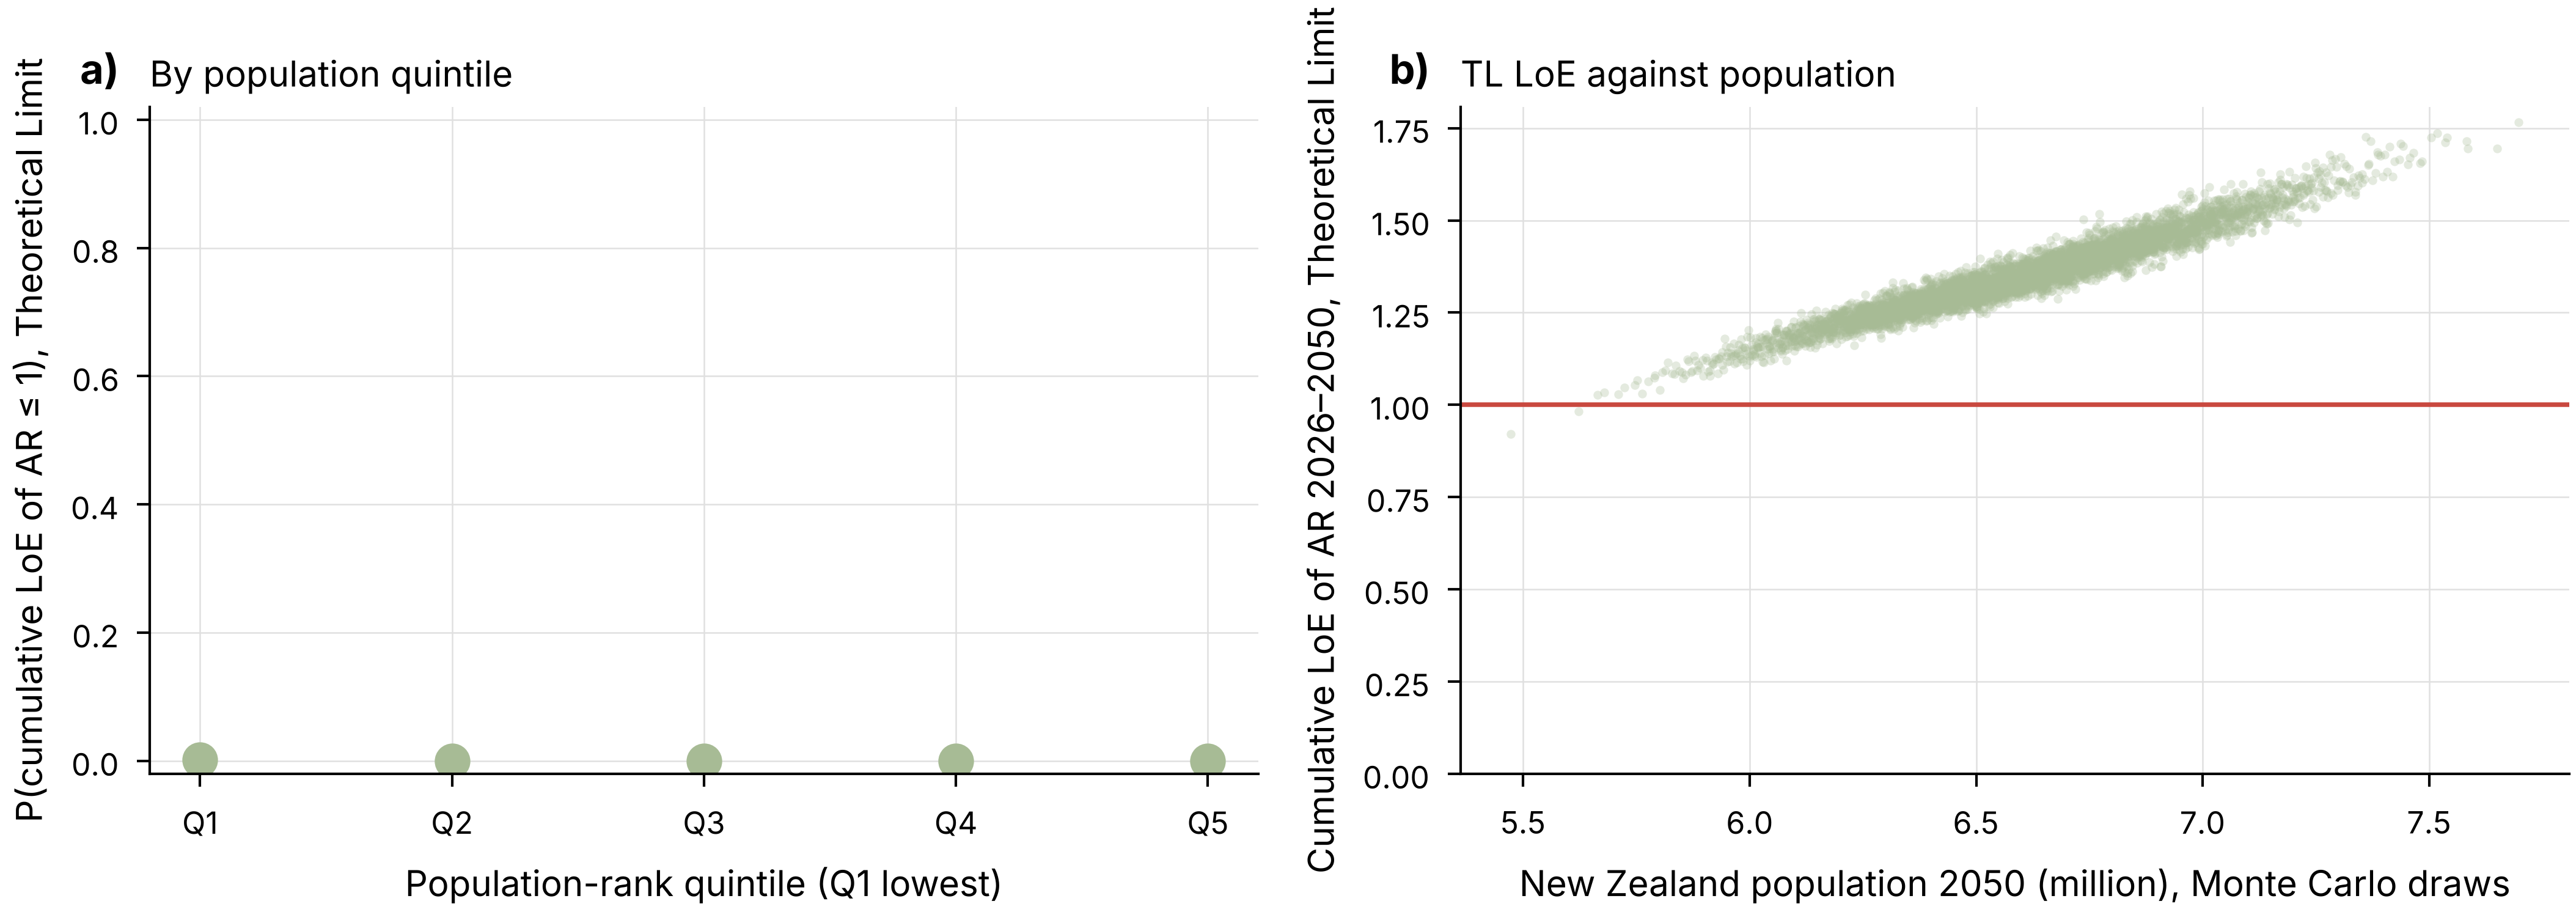 a) By population quintile
P(cumulative LoE of AR ≤ 1), Theoretical Limit
1.0
0.8
0.6
0.4
0.2
0.0
Q1 Q2 Q3 Q4 Q5
Population-rank quintile (Q1 lowest)
b) TL LoE against population
Cumulative LoE of AR 2026–2050, Theoretical Limit
1.75
1.50
1.25
1.00
0.75
0.50
0.25
0.00
5.5 6.0 6.5 7.0 7.5
New Zealand population 2050 (million), Monte Carlo draws